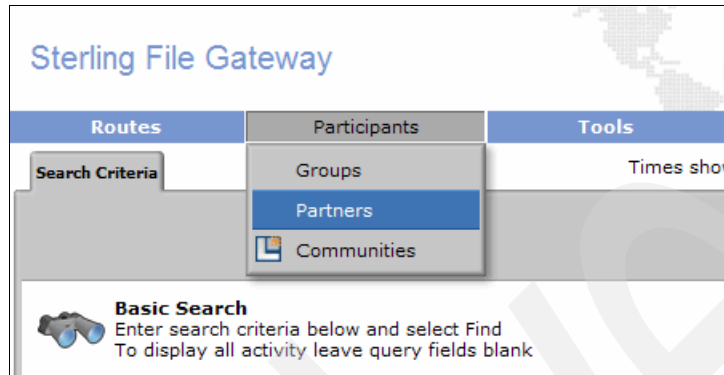 Sterling File Gateway
Routes Participants Tools
Search Criteria Groups Times sho
Partners
Communities
Basic Search
Enter search criteria below and select Find
To display all activity leave query fields blank